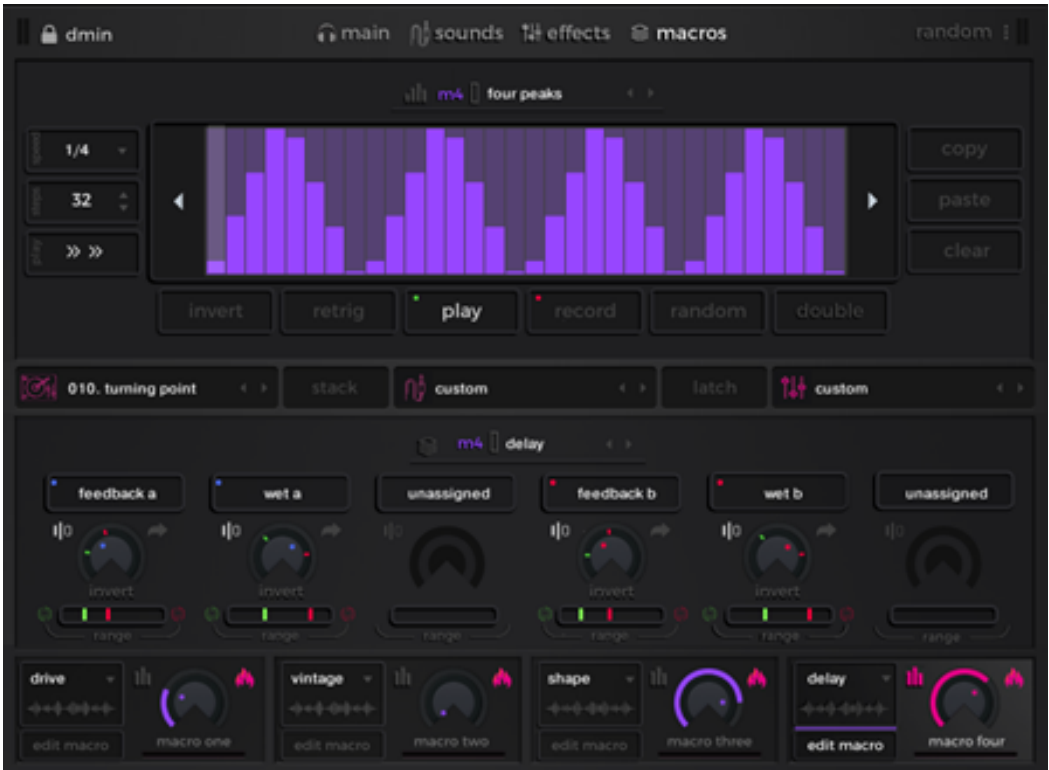 dmin main sounds effects macros random
m4 four peaks
speed 1/4 copy
steps 32 paste
play clear
invert retrig play record random double
010. turning point stack custom latch custom
m4 delay
feedback a wet a unassigned feedback b wet b unassigned
invert invert invert invert
range range range range range range
drive vintage shape delay
edit macro macro one edit macro macro two edit macro macro three edit macro macro four